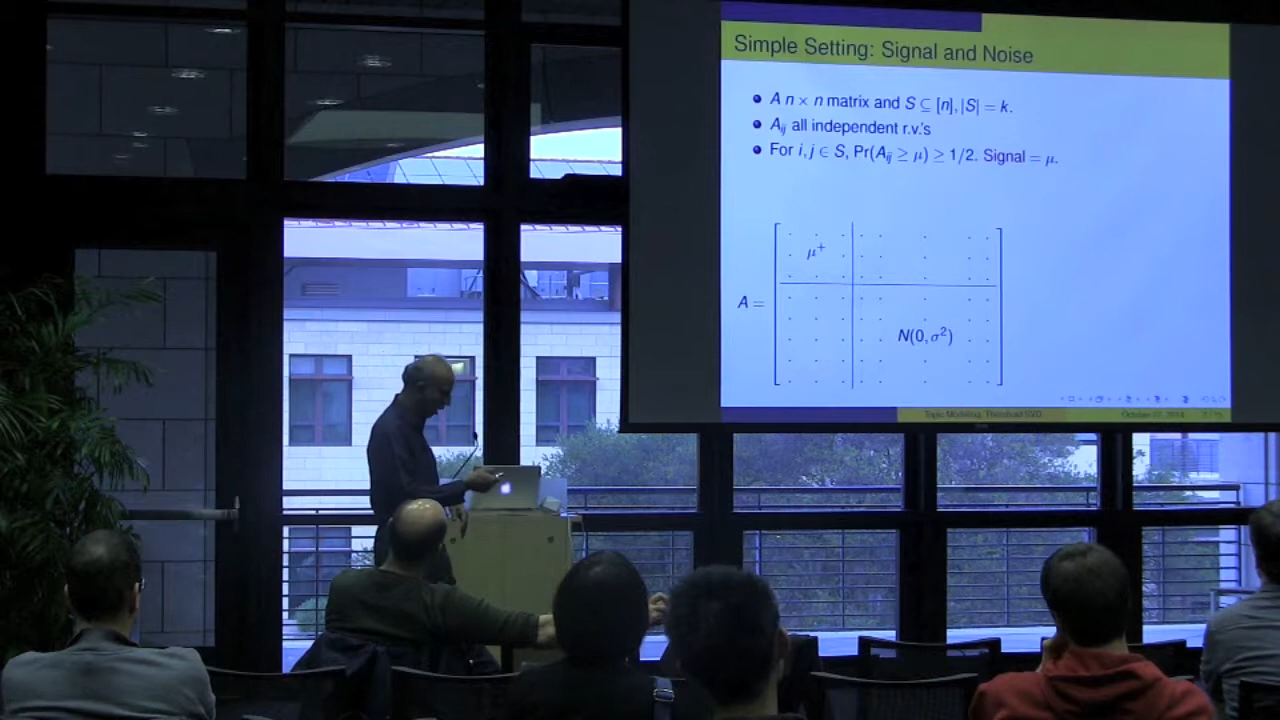 Simple Setting: Signal and Noise
A n × n matrix and S ⊆ [n], |S| = k.
A_ij all independent r.v.'s
For i, j ∈ S, Pr(A_ij ≥ μ) ≥ 1/2. Signal = μ.
μ⁺
A =
N(0, σ²)
Topic Modeling, Threshold SVD